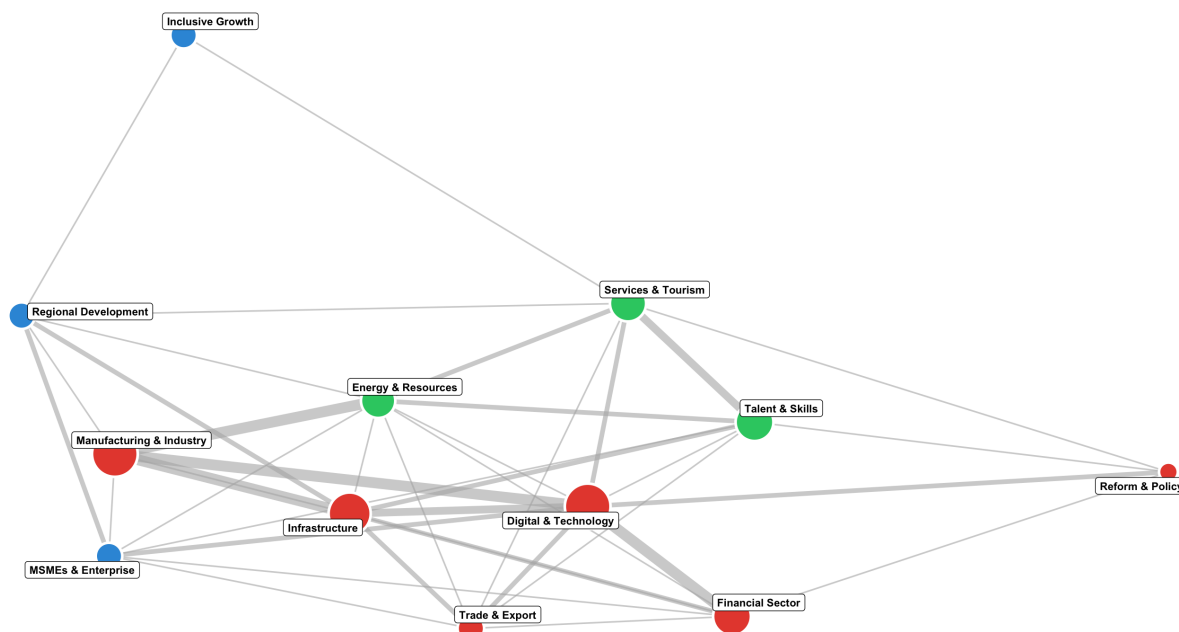 Inclusive Growth
Services & Tourism
Regional Development
Energy & Resources
Talent & Skills
Manufacturing & Industry
Reform & Policy
Digital & Technology
Infrastructure
MSMEs & Enterprise
Financial Sector
Trade & Export